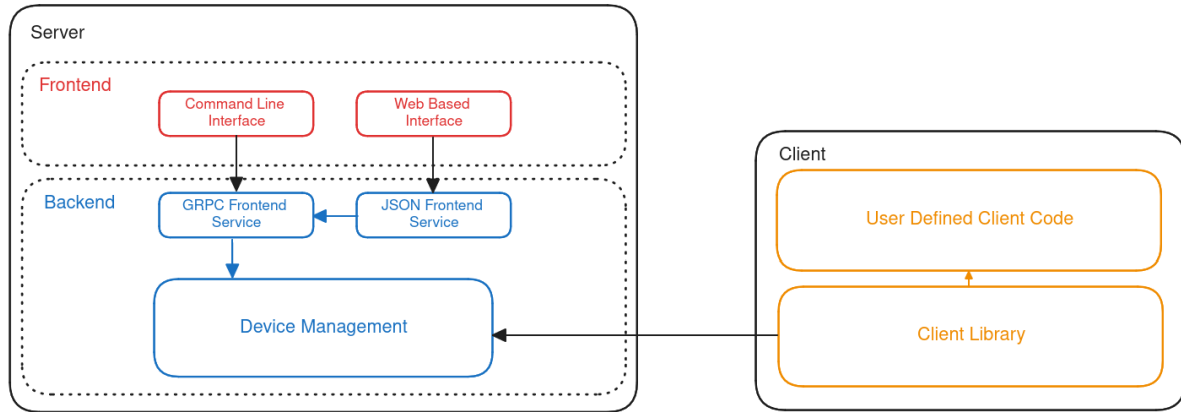 Server
Frontend
Command Line
Interface
Web Based
Interface
Backend
GRPC Frontend
Service
JSON Frontend
Service
Device Management
Client
User Defined Client Code
Client Library